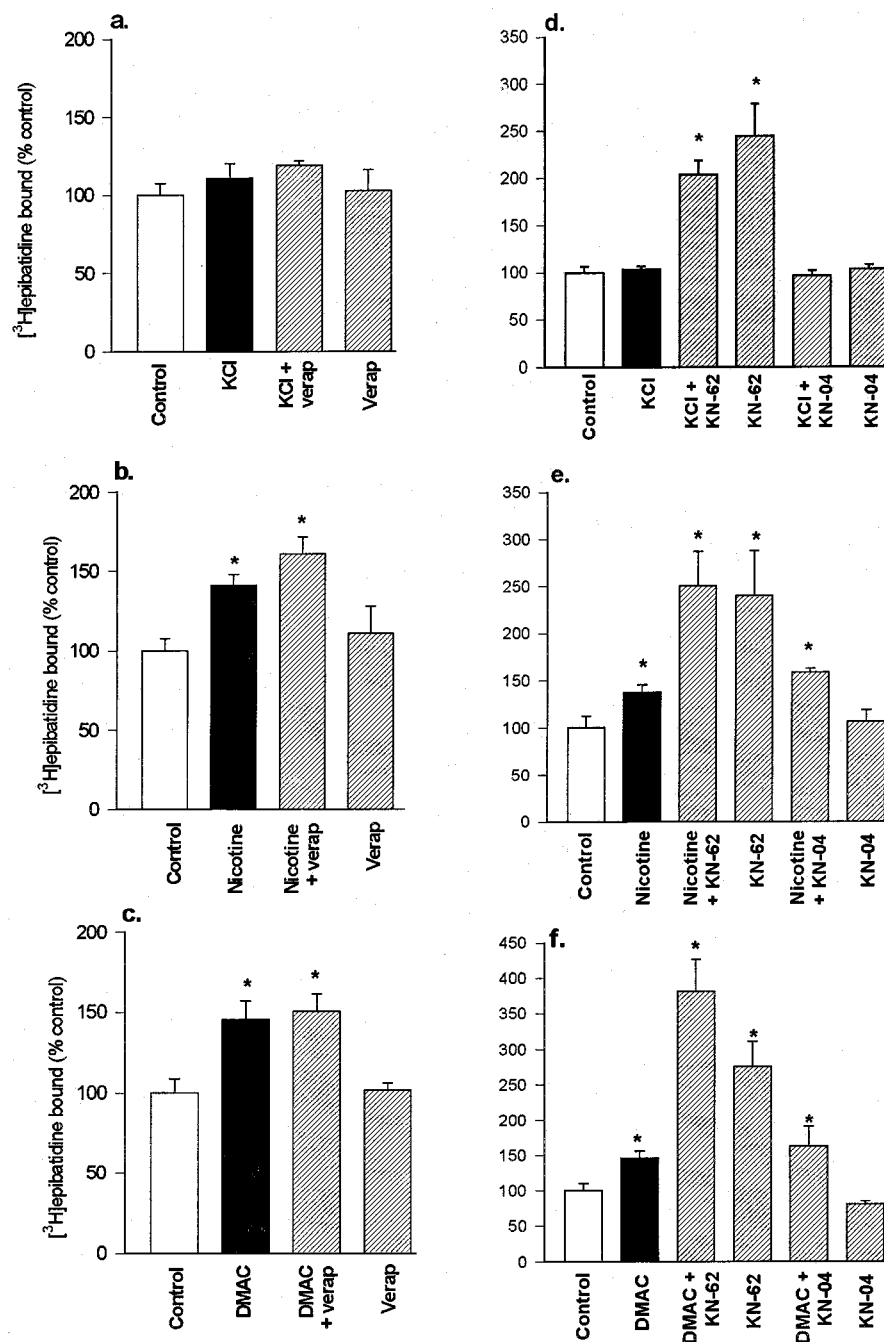 a.
200
150
100
50
0
[³H]epibatidine bound (% control)
Control
KCl
KCl +
verap
Verap
*
*
d.
350
300
250
200
150
100
50
0
Control
KCl
KCl +
KN-62
KN-62
KCl +
KN-04
KN-04
b.
200
150
100
50
0
[³H]epibatidine bound (% control)
*
*
Control
Nicotine
Nicotine
+ verap
Verap
e.
350
300
250
200
150
100
50
0
*
*
*
*
Control
Nicotine
Nicotine
+ KN-62
KN-62
Nicotine
+ KN-04
KN-04
c.
200
150
100
50
0
[³H]epibatidine bound (% control)
*
*
Control
DMAC
DMAC
+ verap
Verap
f.
450
400
350
300
250
200
150
100
50
0
*
*
*
*
Control
DMAC
DMAC +
KN-62
KN-62
DMAC +
KN-04
KN-04